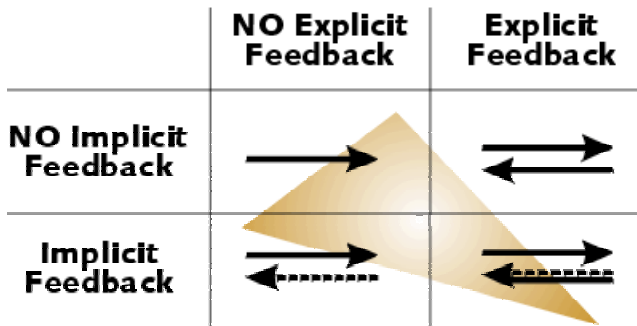 NO Explicit
Feedback
Explicit
Feedback
NO Implicit
Feedback
Implicit
Feedback